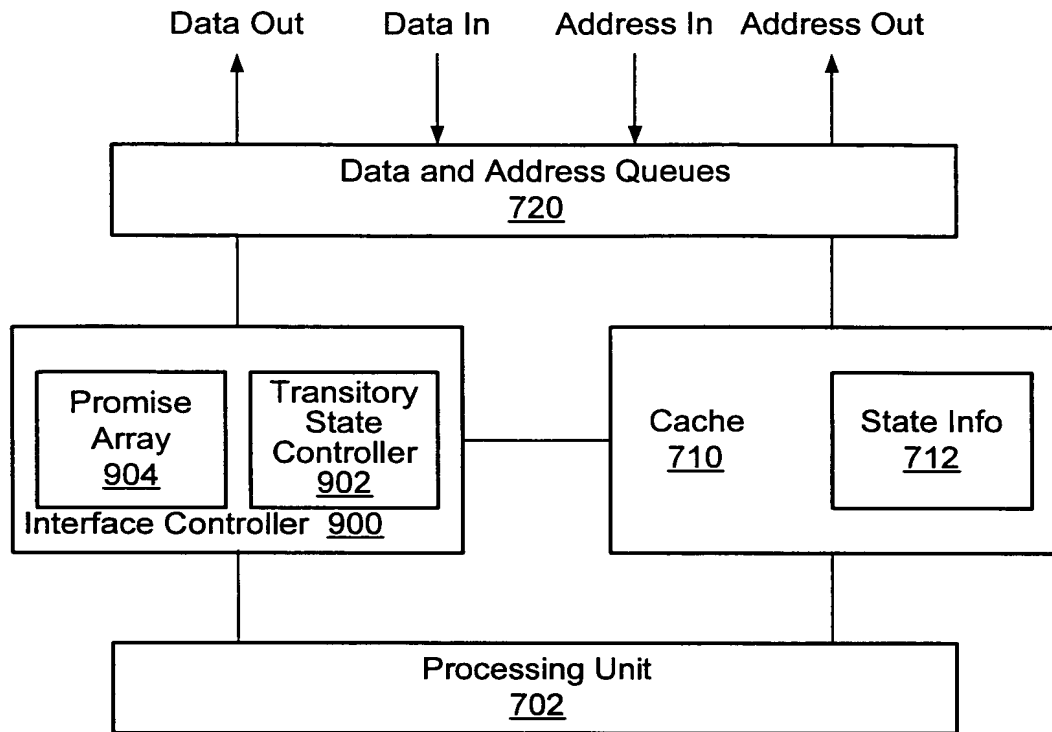 Data Out Data In Address In Address Out
Data and Address Queues
720
Promise
Array
904
Transitory
State
Controller
902
Interface Controller 900
Cache
710
State Info
712
Processing Unit
702